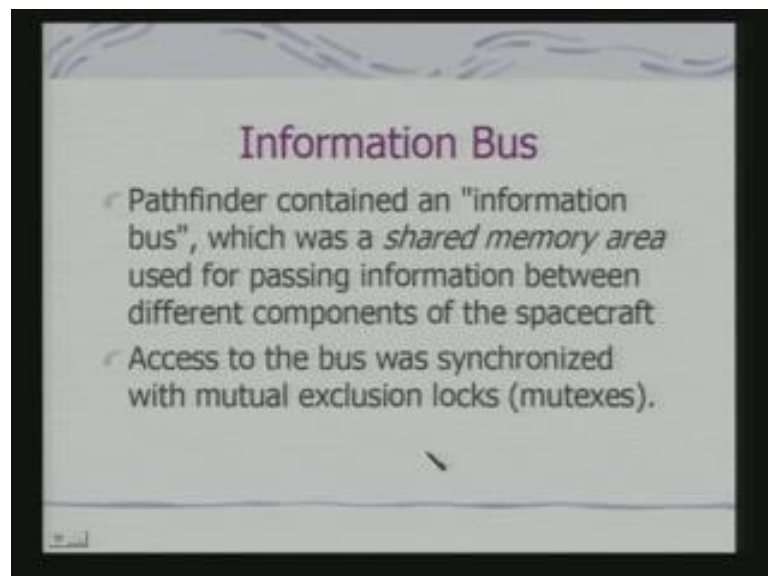 Information Bus
Pathfinder contained an "information
bus", which was a shared memory area
used for passing information between
different components of the spacecraft
Access to the bus was synchronized
with mutual exclusion locks (mutexes).